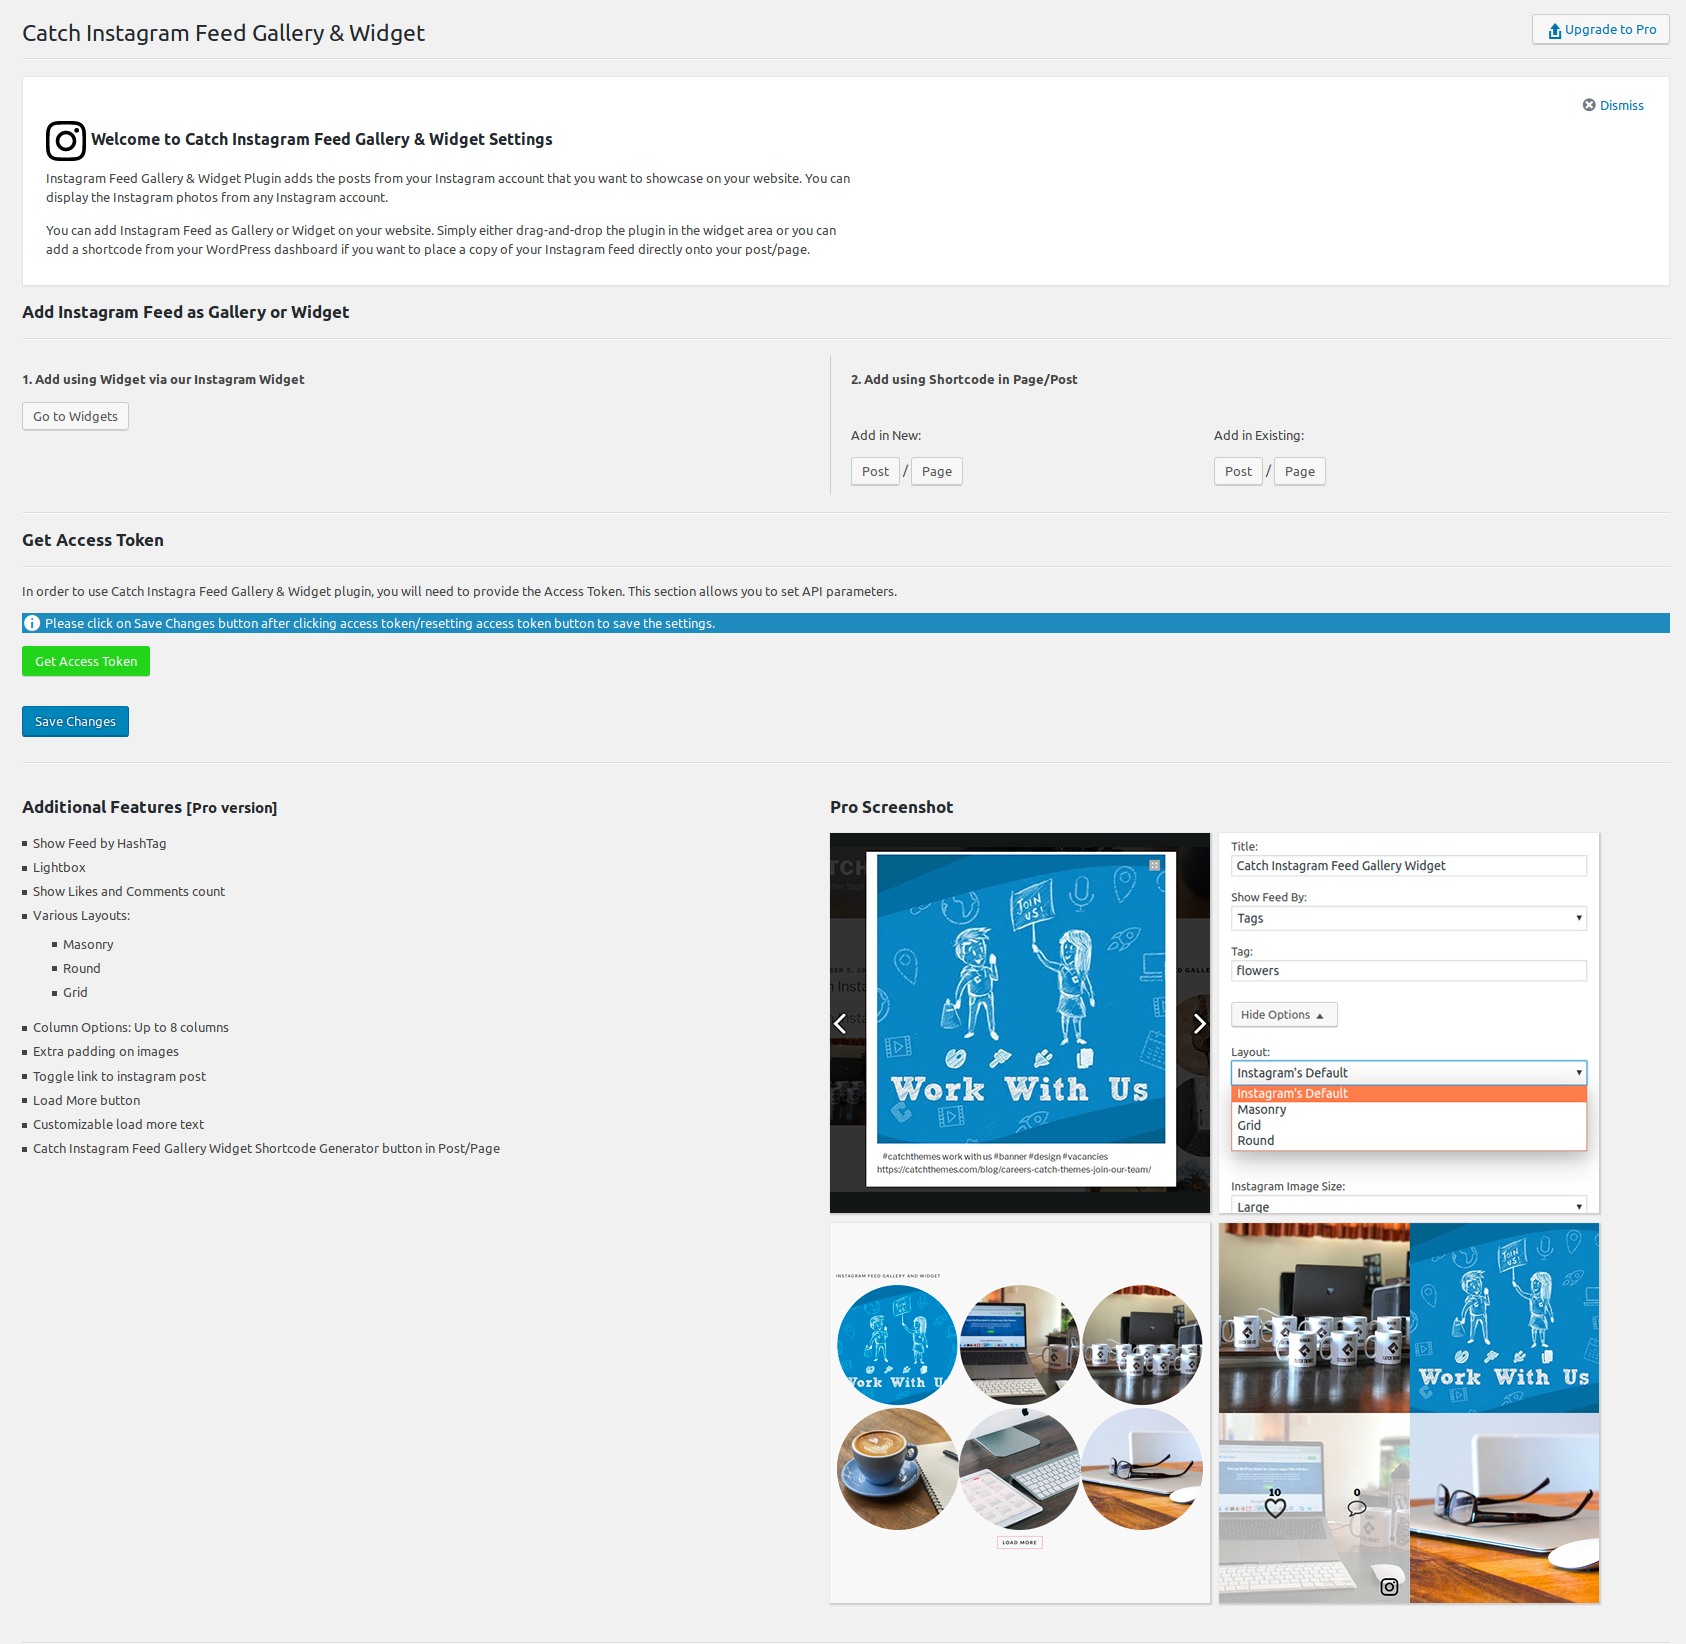 Catch Instagram Feed Gallery & Widget
Upgrade to Pro
Dismiss
Welcome to Catch Instagram Feed Gallery & Widget Settings
Instagram Feed Gallery & Widget Plugin adds the posts from your Instagram account that you want to showcase on your website. You can
display the Instagram photos from any Instagram account.
You can add Instagram Feed as Gallery or Widget on your website. Simply either drag-and-drop the plugin in the widget area or you can
add a shortcode from your WordPress dashboard if you want to place a copy of your Instagram feed directly onto your post/page.
Add Instagram Feed as Gallery or Widget
1. Add using Widget via our Instagram Widget
Go to Widgets
2. Add using Shortcode in Page/Post
Add in New:
Post / Page
Add in Existing:
Post / Page
Get Access Token
In order to use Catch Instagra Feed Gallery & Widget plugin, you will need to provide the Access Token. This section allows you to set API parameters.
Please click on Save Changes button after clicking access token/resetting access token button to save the settings.
Get Access Token
Save Changes
Additional Features [Pro version]
Show Feed by HashTag
Lightbox
Show Likes and Comments count
Various Layouts:
Masonry
Round
Grid
Column Options: Up to 8 columns
Extra padding on images
Toggle link to instagram post
Load More button
Customizable load more text
Catch Instagram Feed Gallery Widget Shortcode Generator button in Post/Page
Pro Screenshot
JOIN
US!
Work With Us
#catchthemes work with us #banner #design #vacancies
https://catchthemes.com/blog/careers-catch-themes-join-our-team/
Title:
Catch Instagram Feed Gallery Widget
Show Feed By:
Tags
Tag:
flowers
Hide Options
Layout:
Instagram's Default
Instagram's Default
Masonry
Grid
Round
Instagram Image Size:
Large
INSTAGRAM FEED GALLERY AND WIDGET
JOIN
US!
Work With U
LOAD MORE
JOIN
US!
Work With Us
10
0